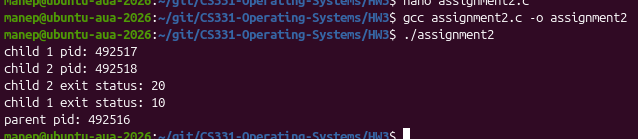 manep@ubuntu-aua-2026:~/git/CS331-Operating-Systems/HW3$ nano assignment2.c
manep@ubuntu-aua-2026:~/git/CS331-Operating-Systems/HW3$ gcc assignment2.c -o assignment2
manep@ubuntu-aua-2026:~/git/CS331-Operating-Systems/HW3$ ./assignment2
child 1 pid: 492517
child 2 pid: 492518
child 2 exit status: 20
child 1 exit status: 10
parent pid: 492516
manep@ubuntu-aua-2026:~/git/CS331-Operating-Systems/HW3$